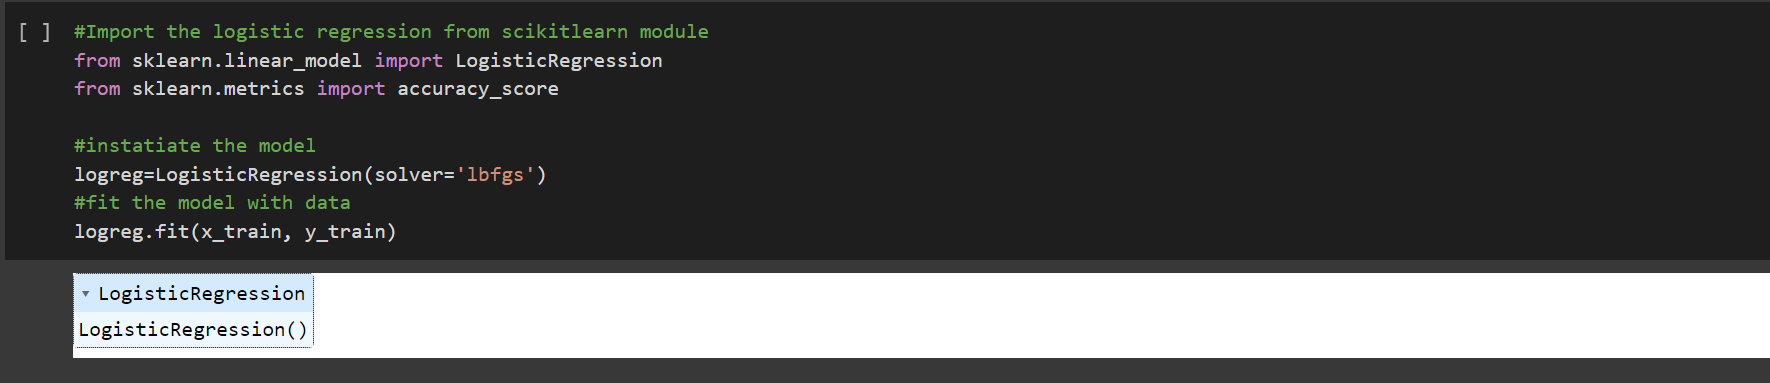 [ ] #Import the logistic regression from scikitlearn module
from sklearn.linear_model import LogisticRegression
from sklearn.metrics import accuracy_score
#instatiate the model
logreg=LogisticRegression(solver='lbfgs')
#fit the model with data
logreg.fit(x_train, y_train)
▾ LogisticRegression
LogisticRegression()